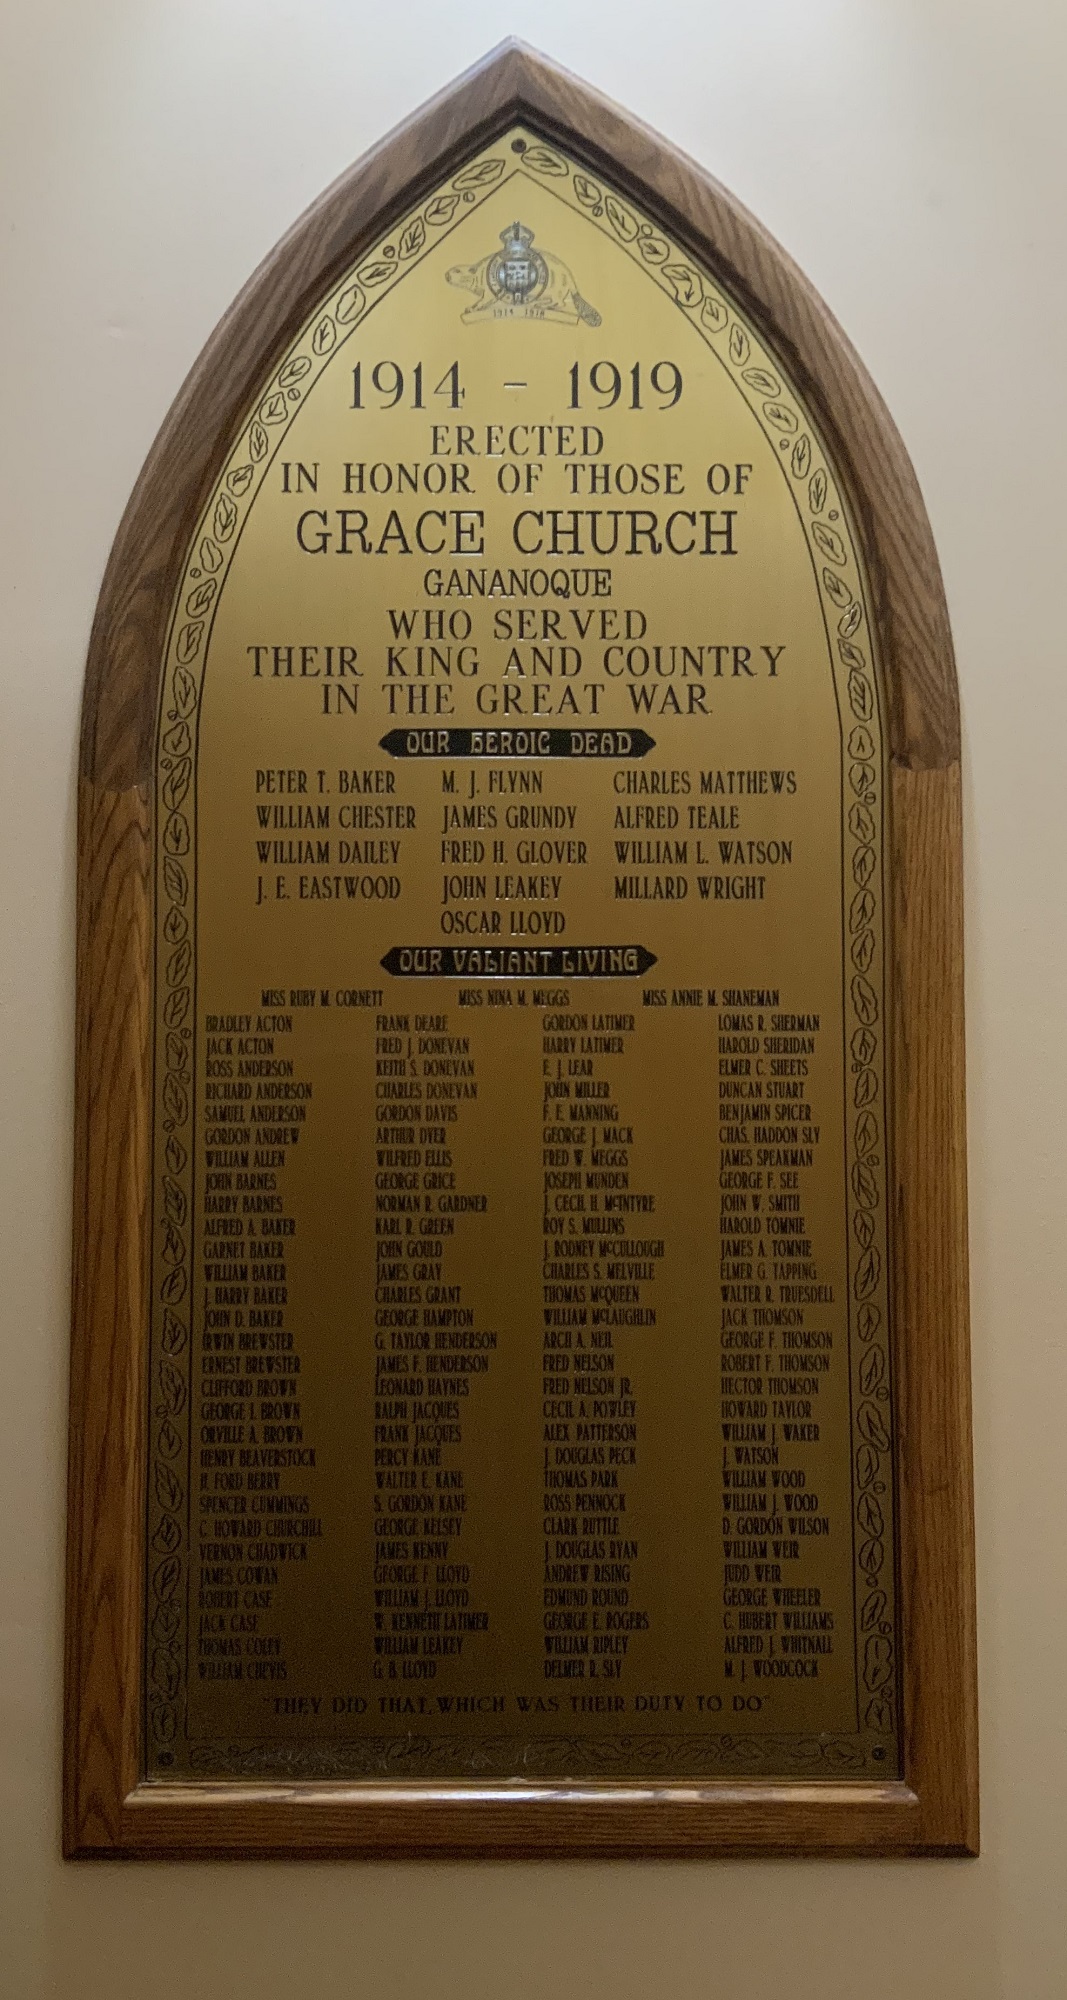 1914 1918
1914 - 1919
ERECTED
IN HONOR OF THOSE OF
GRACE CHURCH
GANANOQUE
WHO SERVED
THEIR KING AND COUNTRY
IN THE GREAT WAR
OUR HEROIC DEAD
PETER T. BAKER M. J. FLYNN CHARLES MATTHEWS
WILLIAM CHESTER JAMES GRUNDY ALFRED TEALE
WILLIAM DAILEY FRED H. GLOVER WILLIAM L. WATSON
J. E. EASTWOOD JOHN LEAKEY MILLARD WRIGHT
OSCAR LLOYD
OUR VALIANT LIVING
MISS RUBY M. CORNETT MISS NINA M. MEGGS MISS ANNIE M. SHANEMAN
BRADLEY ACTON FRANK DEARE GORDON LATIMER LOMAS R. SHERMAN
JACK ACTON FRED J. DONEVAN HARRY LATIMER HAROLD SHERIDAN
ROSS ANDERSON KEITH S. DONEVAN E. J. LEAR ELMER C. SHEETS
RICHARD ANDERSON CHARLES DONEVAN JOHN MILLER DUNCAN STUART
SAMUEL ANDERSON GORDON DAVIS F. E. MANNING BENJAMIN SPICER
GORDON ANDREW ARTHUR DYER GEORGE J. MACK CHAS. HADDON SLY
WILLIAM ALLEN WILFRED ELLIS FRED W. MEGGS JAMES SPEAKMAN
JOHN BARNES GEORGE GRICE JOSEPH MUNDEN GEORGE F. SEE
HARRY BARNES NORMAN R. GARDNER J. CECIL H. McINTYRE JOHN W. SMITH
ALFRED A. BAKER KARL R. GREEN ROY S. MULLINS HAROLD TOMNIE
GARNET BAKER JOHN GOULD J. RODNEY McCULLOUGH JAMES A. TOMNIE
WILLIAM BAKER JAMES GRAY CHARLES S. MELVILLE ELMER G. TAPPING
J. HARRY BAKER CHARLES GRANT THOMAS McQUEEN WALTER R. TRUESDELL
JOHN D. BAKER GEORGE HAMPTON WILLIAM McLAUGHLIN JACK THOMSON
IRWIN BREWSTER G. TAYLOR HENDERSON ARCH A. NEIL GEORGE F. THOMSON
ERNEST BREWSTER JAMES F. HENDERSON FRED NELSON ROBERT F. THOMSON
CLIFFORD BROWN LEONARD HAYNES FRED NELSON JR. HECTOR THOMSON
GEORGE I. BROWN RALPH JACQUES CECIL A. POWLEY HOWARD TAYLOR
ORVILLE A. BROWN FRANK JACQUES ALEX PATTERSON WILLIAM J. WAKER
HENRY BEAVERSTOCK PERCY KANE J. DOUGLAS PECK J. WATSON
H. FORD BERRY WALTER E. KANE THOMAS PARK WILLIAM WOOD
SPENCER CUMMINGS S. GORDON KANE ROSS PENNOCK WILLIAM J. WOOD
C. HOWARD CHURCHILL GEORGE KELSEY CLARK RUTTLE D. GORDON WILSON
VERNON CHADWICK JAMES KENNY J. DOUGLAS RYAN WILLIAM WEIR
JAMES COWAN GEORGE F. LLOYD ANDREW RISING JUDD WEIR
ROBERT CASE WILLIAM J. LLOYD EDMUND ROUND GEORGE WHEELER
JACK CASE W. KENNETH LATIMER GEORGE E. ROGERS C. HUBERT WILLIAMS
THOMAS COLEY WILLIAM LEAKEY WILLIAM RIPLEY ALFRED J. WHITNALL
WILLIAM CHEVIS G. B. LLOYD DELMER R. SLY M. J. WOODCOCK
"THEY DID THAT WHICH WAS THEIR DUTY TO DO"